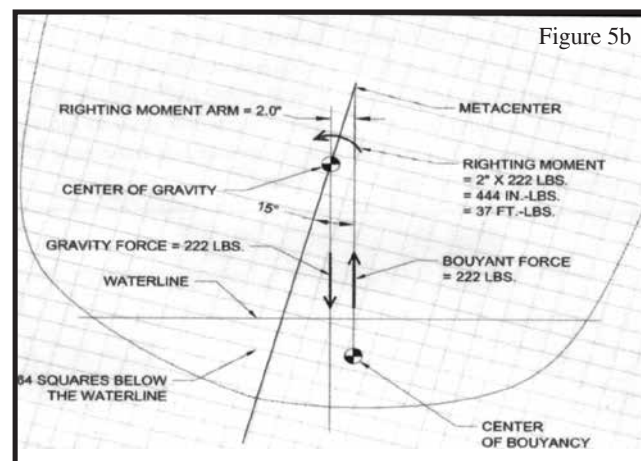 Figure 5b
RIGHTING MOMENT ARM = 2.0"
METACENTER
RIGHTING MOMENT
= 2" X 222 LBS.
= 444 IN.-LBS.
= 37 FT.-LBS.
CENTER OF GRAVITY
15°
GRAVITY FORCE = 222 LBS.
BOUYANT FORCE
= 222 LBS.
WATERLINE
64 SQUARES BELOW
THE WATERLINE
CENTER
OF BOUYANCY